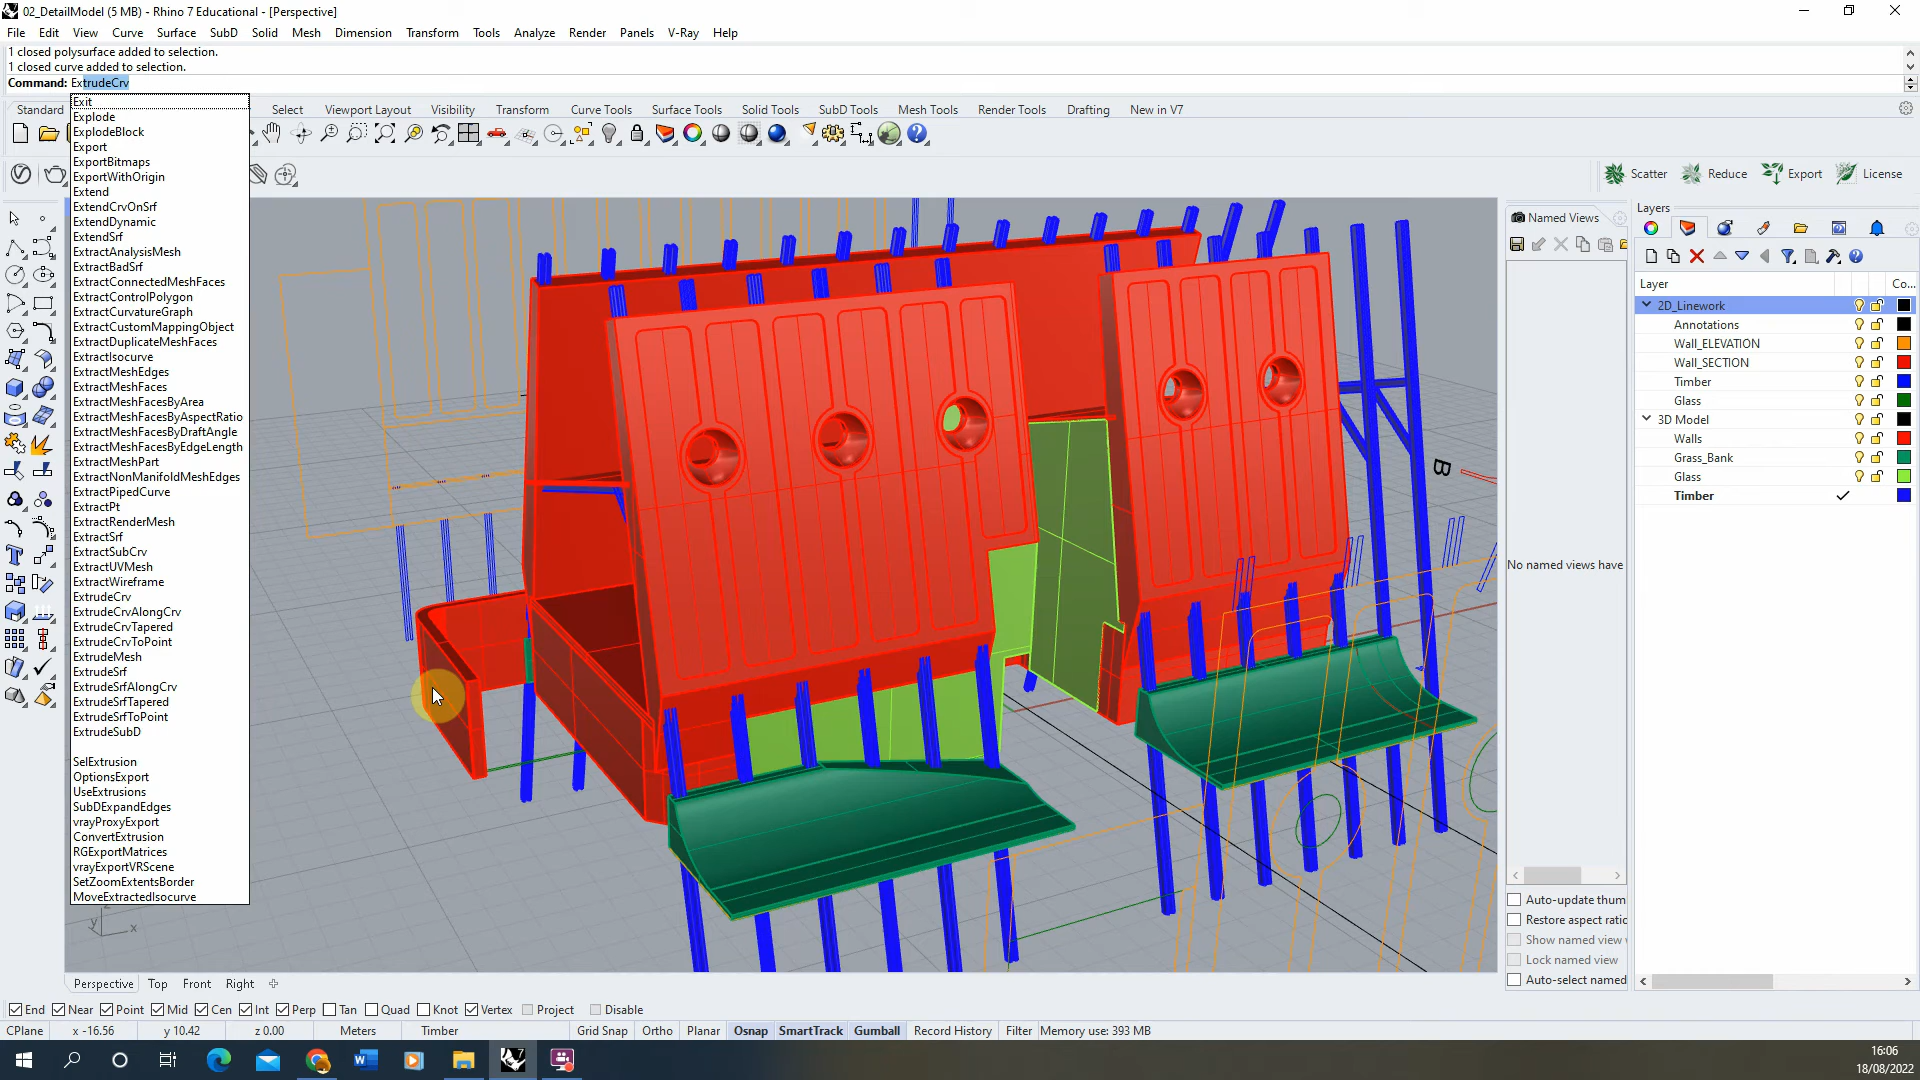 02_DetailModel (5 MB) - Rhino 7 Educational - [Perspective]
File Edit View Curve Surface SubD Solid Mesh Dimension Transform Tools Analyze Render Panels V-Ray Help
1 closed polysurface added to selection.
1 closed curve added to selection.
Command: ExtrudeCrv
Standard Select Viewport Layout Visibility Transform Curve Tools Surface Tools Solid Tools SubD Tools Mesh Tools Render Tools Drafting New in V7
Exit
Explode
ExplodeBlock
Export
ExportBitmaps
ExportWithOrigin
Extend
ExtendCrvOnSrf
ExtendDynamic
ExtendSrf
ExtractAnalysisMesh
ExtractBadSrf
ExtractConnectedMeshFaces
ExtractControlPolygon
ExtractCurvatureGraph
ExtractCustomMappingObject
ExtractDuplicateMeshFaces
ExtractIsocurve
ExtractMeshEdges
ExtractMeshFaces
ExtractMeshFacesByArea
ExtractMeshFacesByAspectRatio
ExtractMeshFacesByDraftAngle
ExtractMeshFacesByEdgeLength
ExtractMeshPart
ExtractNonManifoldMeshEdges
ExtractPipedCurve
ExtractPt
ExtractRenderMesh
ExtractSrf
ExtractSubCrv
ExtractUVMesh
ExtractWireframe
ExtrudeCrv
ExtrudeCrvAlongCrv
ExtrudeCrvTapered
ExtrudeCrvToPoint
ExtrudeMesh
ExtrudeSrf
ExtrudeSrfAlongCrv
ExtrudeSrfTapered
ExtrudeSrfToPoint
ExtrudeSubD
SelExtrusion
OptionsExport
UseExtrusions
SubDExpandEdges
vrayProxyExport
ConvertExtrusion
RGExportMatrices
vrayExportVRScene
SetZoomExtentsBorder
MoveExtractedIsocurve
Scatter Reduce Export License
B
y x
Named Views
No named views have
Auto-update thum
Restore aspect ratio
Show named view
Lock named view
Auto-select named
Layers
Layer Co...
2D_Linework
Annotations
Wall_ELEVATION
Wall_SECTION
Timber
Glass
3D Model
Walls
Grass_Bank
Glass
Timber
Perspective Top Front Right
End Near Point Mid Cen Int Perp Tan Quad Knot Vertex Project Disable
CPlane x -16.56 y 10.42 z 0.00 Meters Timber Grid Snap Ortho Planar Osnap SmartTrack Gumball Record History Filter Memory use: 393 MB
16:06
18/08/2022